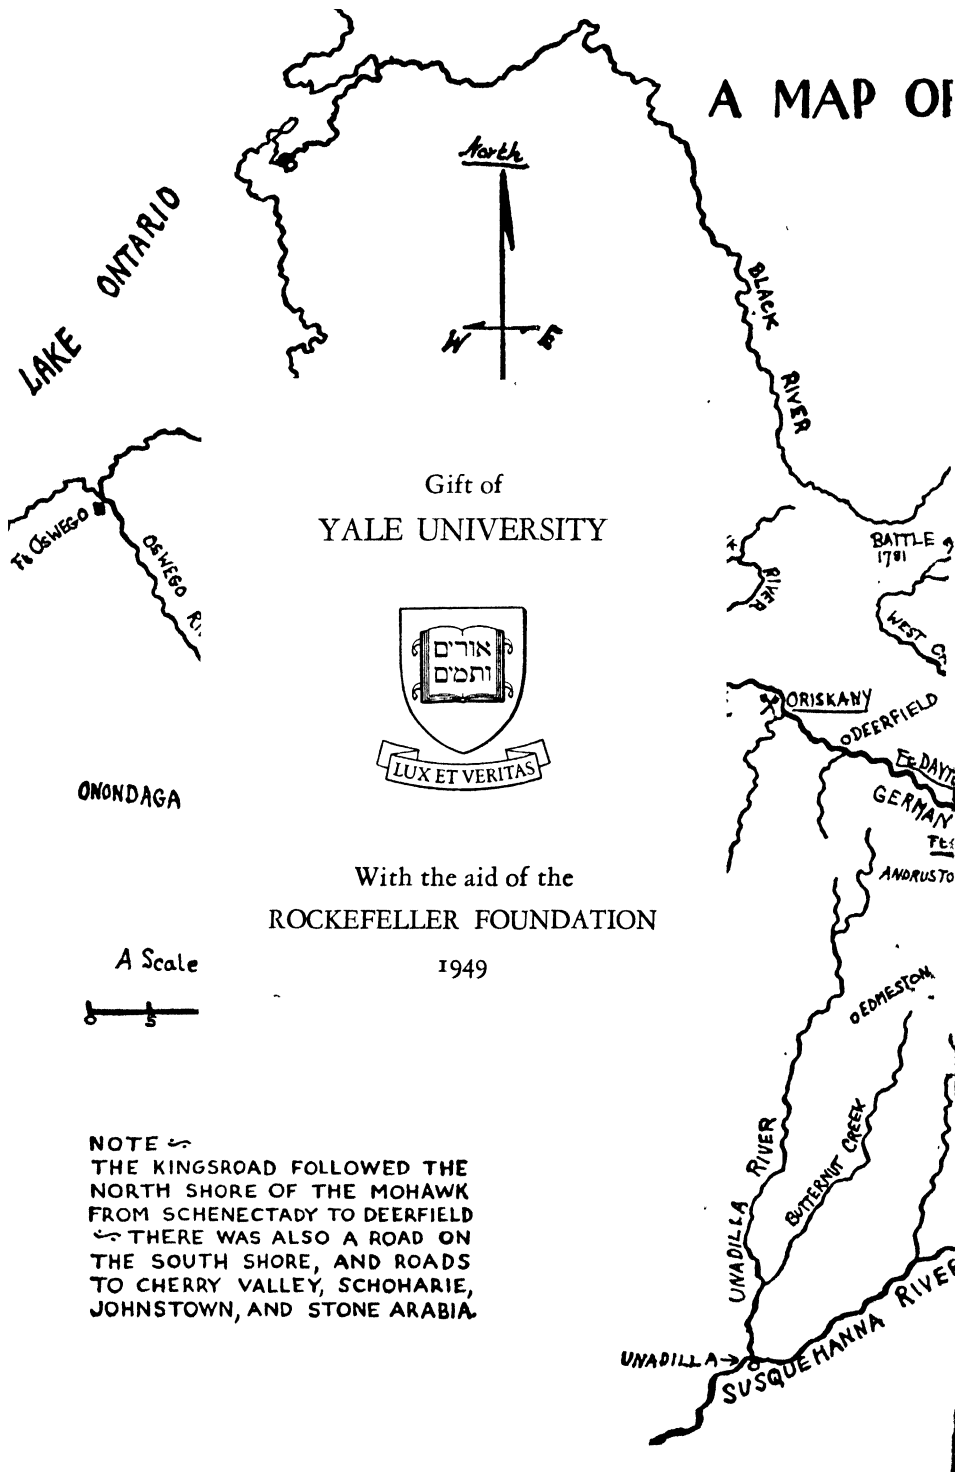 A MAP OF
North
W
E
LAKE ONTARIO
BLACK RIVER
Gift of
YALE UNIVERSITY
אורים
ותמים
LUX ET VERITAS
With the aid of the
ROCKEFELLER FOUNDATION
1949
Ft OSWEGO
OSWEGO
RIVER
BATTLE
1781
WEST
ORISKANY
DEERFIELD
GERMAN
ONONDAGA
EDMESTON
A Scale
0 5
UNADILLA RIVER
BUTTERNUT CREEK
NOTE
THE KINGSROAD FOLLOWED THE
NORTH SHORE OF THE MOHAWK
FROM SCHENECTADY TO DEERFIELD
THERE WAS ALSO A ROAD ON
THE SOUTH SHORE, AND ROADS
TO CHERRY VALLEY, SCHOHARIE,
JOHNSTOWN, AND STONE ARABIA.
UNADILLA
SUSQUEHANNA RIVER